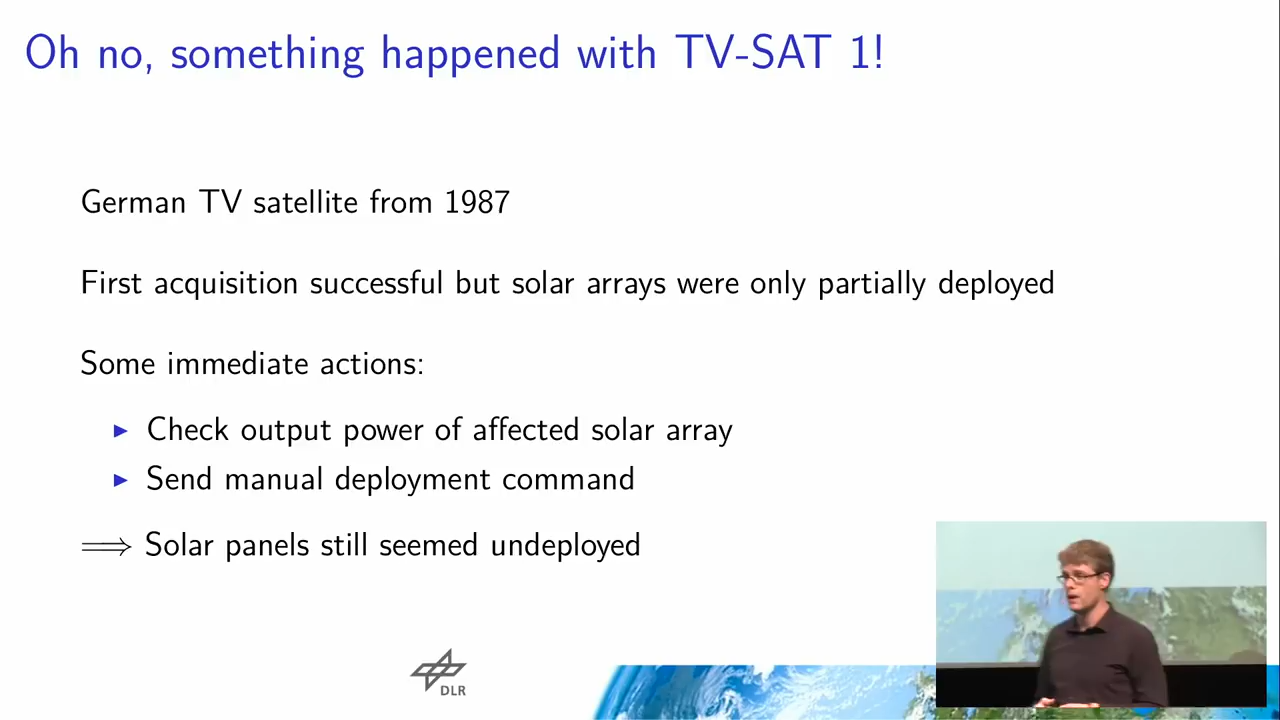 Oh no, something happened with TV-SAT 1!
German TV satellite from 1987
First acquisition successful but solar arrays were only partially deployed
Some immediate actions:
▶ Check output power of affected solar array
▶ Send manual deployment command
⟹ Solar panels still seemed undeployed
DLR